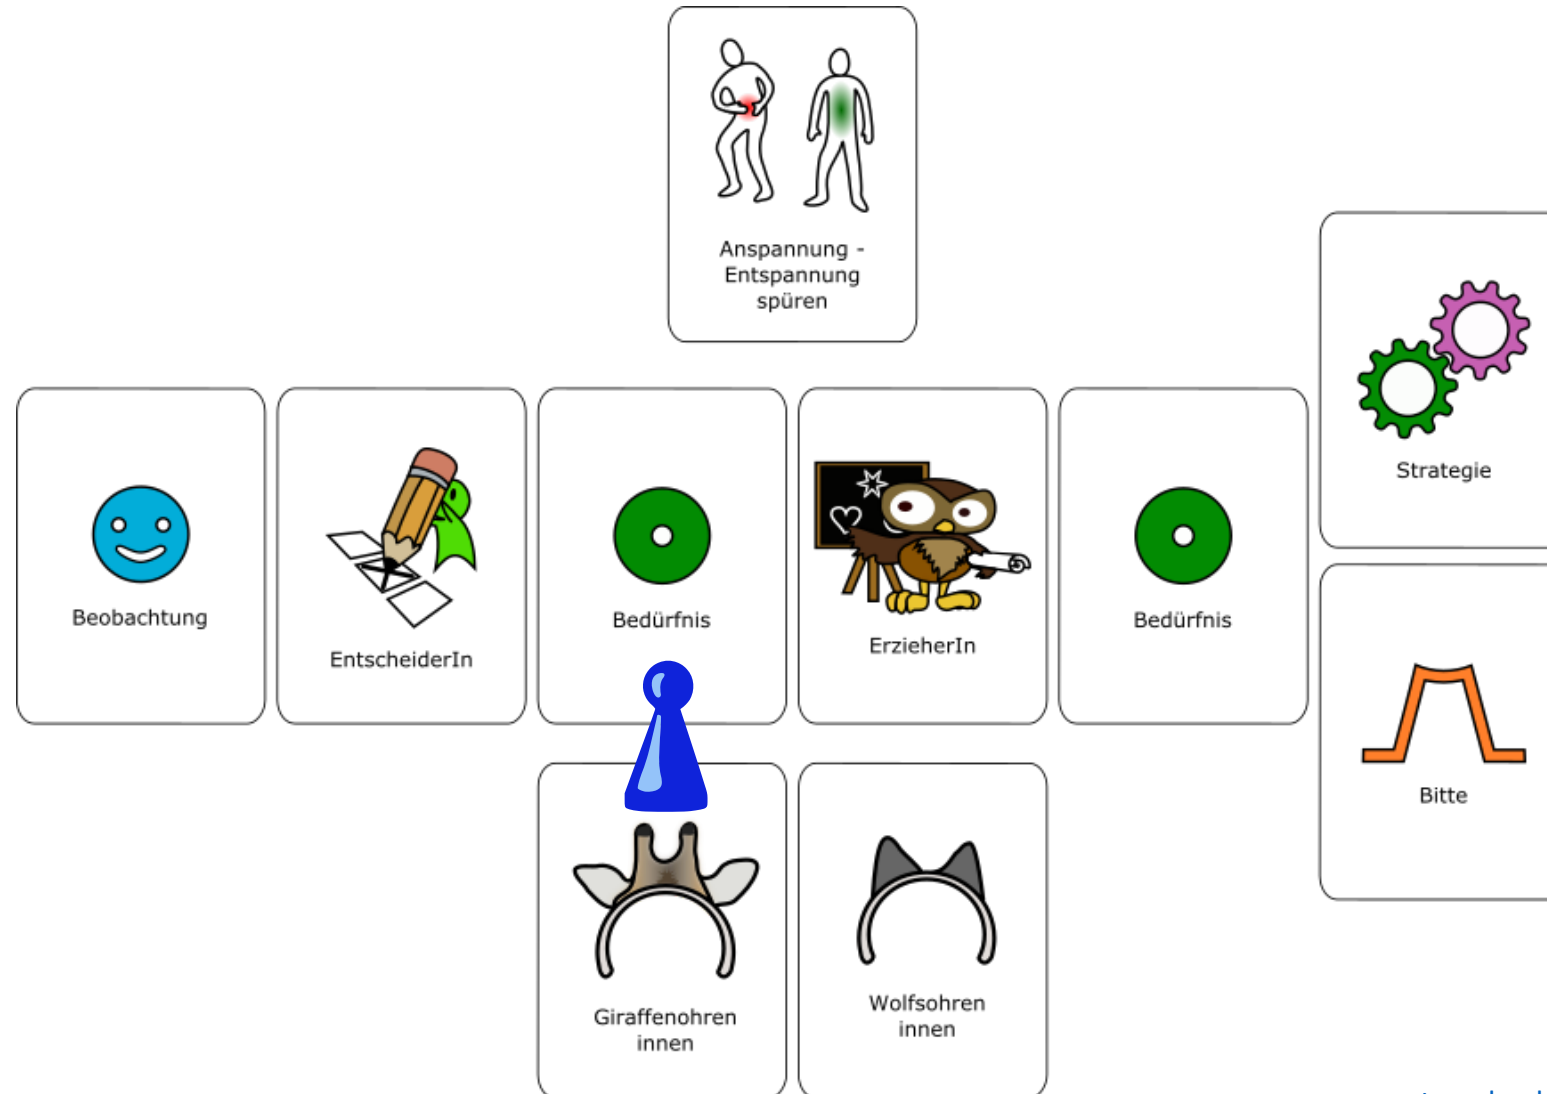 Anspannung -
Entspannung
spüren
Beobachtung
EntscheiderIn
Bedürfnis
ErzieherIn
Bedürfnis
Strategie
Bitte
Giraffenohren
innen
Wolfsohren
innen